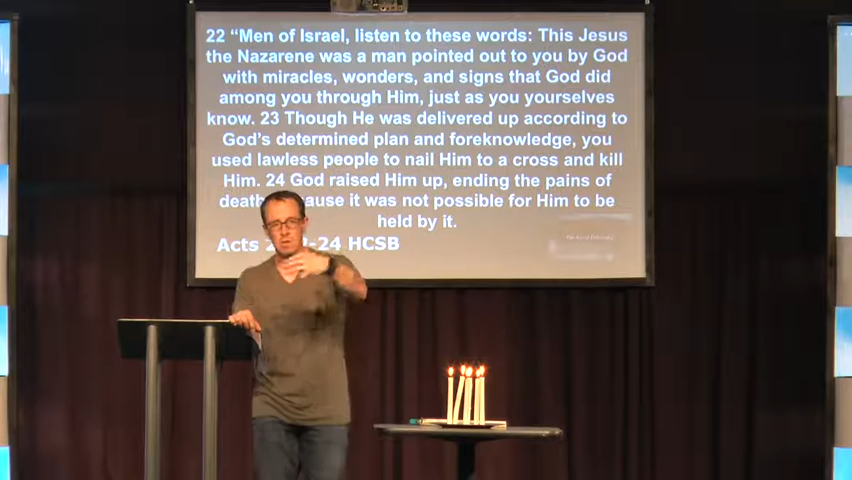 22 “Men of Israel, listen to these words: This Jesus
the Nazarene was a man pointed out to you by God
with miracles, wonders, and signs that God did
among you through Him, just as you yourselves
know. 23 Though He was delivered up according to
God’s determined plan and foreknowledge, you
used lawless people to nail Him to a cross and kill
Him. 24 God raised Him up, ending the pains of
death, because it was not possible for Him to be
held by it.
Acts 2:22-24 HCSB